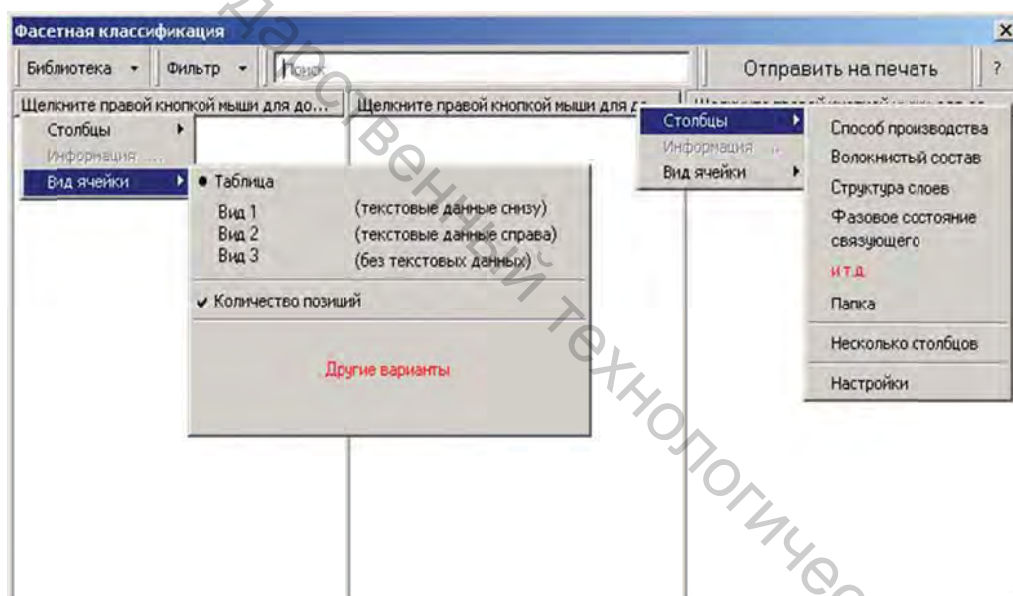 Фасетная классификация
Библиотека
Фильтр
Поиск
Отправить на печать
?
Щелкните правой кнопкой мыши для до...
Щелкните правой кнопкой мыши для
Столбцы
Информация ...
Вид ячейки
Таблица
Вид 1 (текстовые данные снизу)
Вид 2 (текстовые данные справа)
Вид 3 (без текстовых данных)
Количество позиций
Другие варианты
Столбцы
Информация ...
Вид ячейки
Способ производства
Волокнистый состав
Структура слоев
Фазовое состояние
связующего
и т.д.
Папка
Несколько столбцов
Настройки
дарственный технологичес